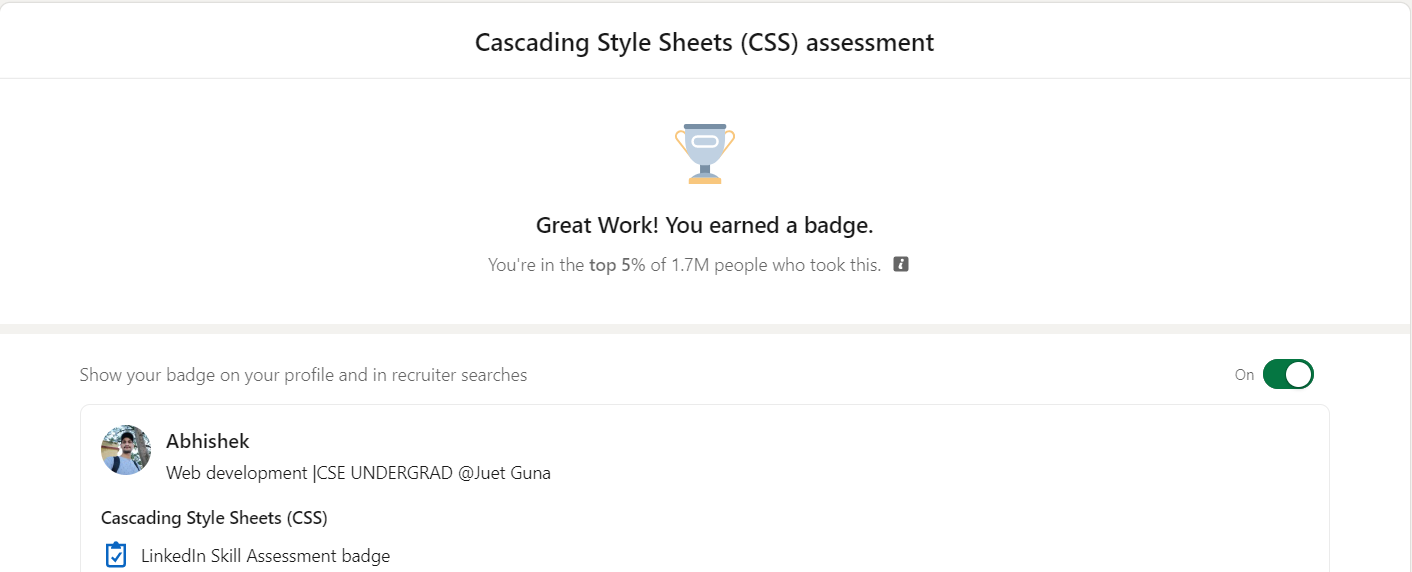 Cascading Style Sheets (CSS) assessment
Great Work! You earned a badge.
You're in the top 5% of 1.7M people who took this.
Show your badge on your profile and in recruiter searches
On
Abhishek
Web development |CSE UNDERGRAD @Juet Guna
Cascading Style Sheets (CSS)
LinkedIn Skill Assessment badge